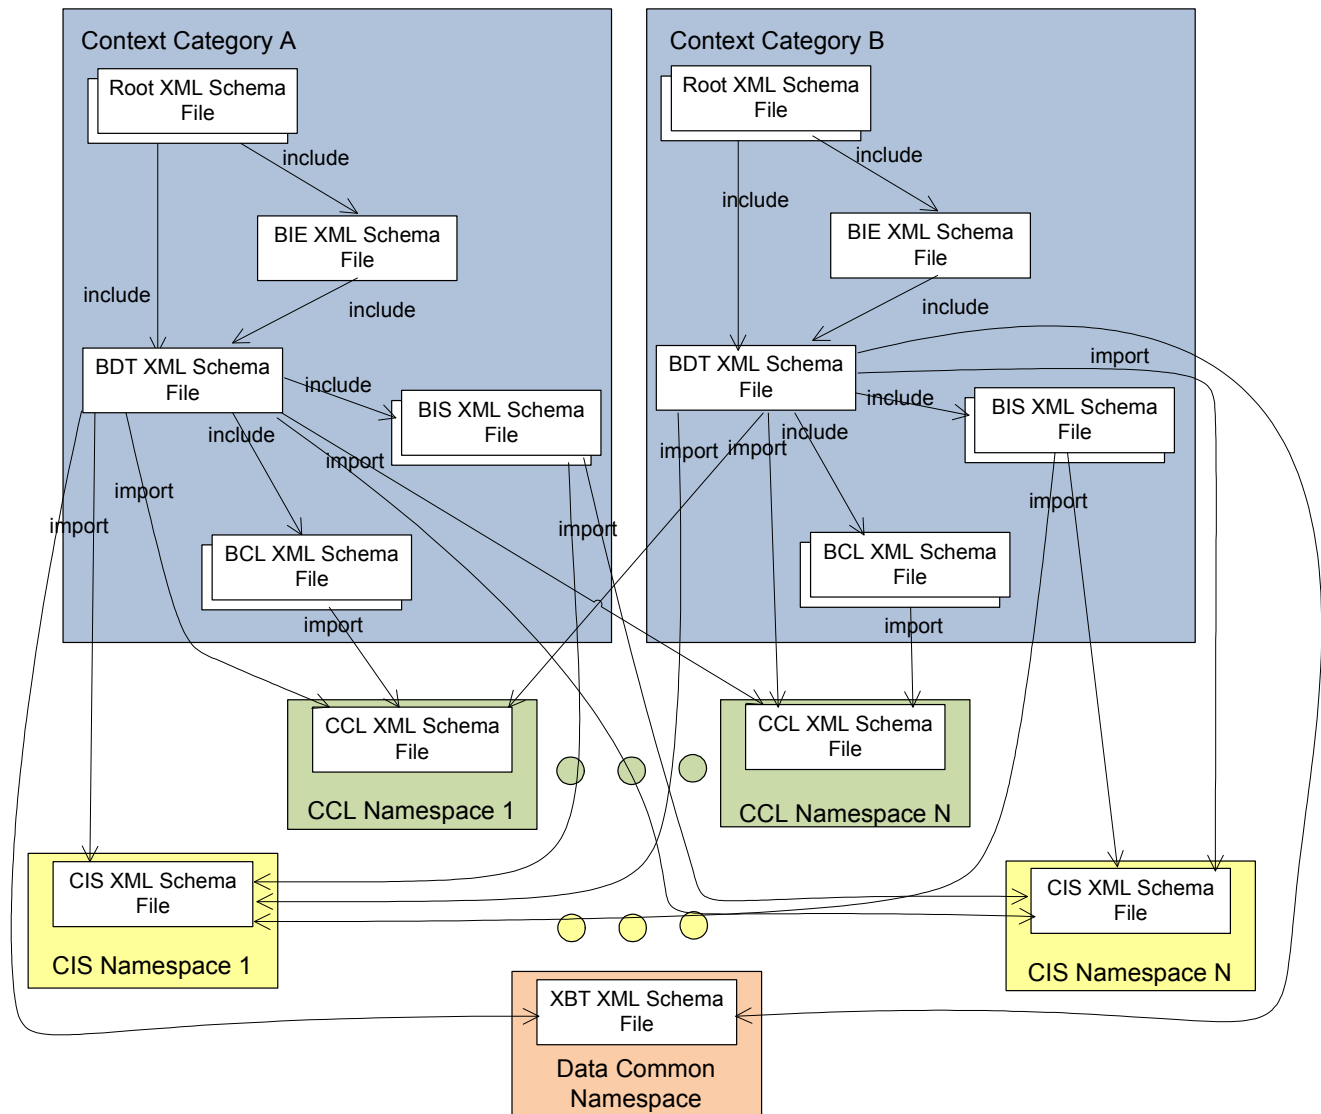 Context Category A
Root XML Schema
File
include
BIE XML Schema
File
include
include
BDT XML Schema
File
include
BIS XML Schema
File
include
import
import
import
import
BCL XML Schema
File
import
Context Category B
Root XML Schema
File
include
include
BIE XML Schema
File
include
BDT XML Schema
File
import
include
BIS XML Schema
File
include
import
import
import
BCL XML Schema
File
import
CCL XML Schema
File
CCL Namespace 1
CCL XML Schema
File
CCL Namespace N
CIS XML Schema
File
CIS Namespace 1
CIS XML Schema
File
CIS Namespace N
XBT XML Schema
File
Data Common
Namespace